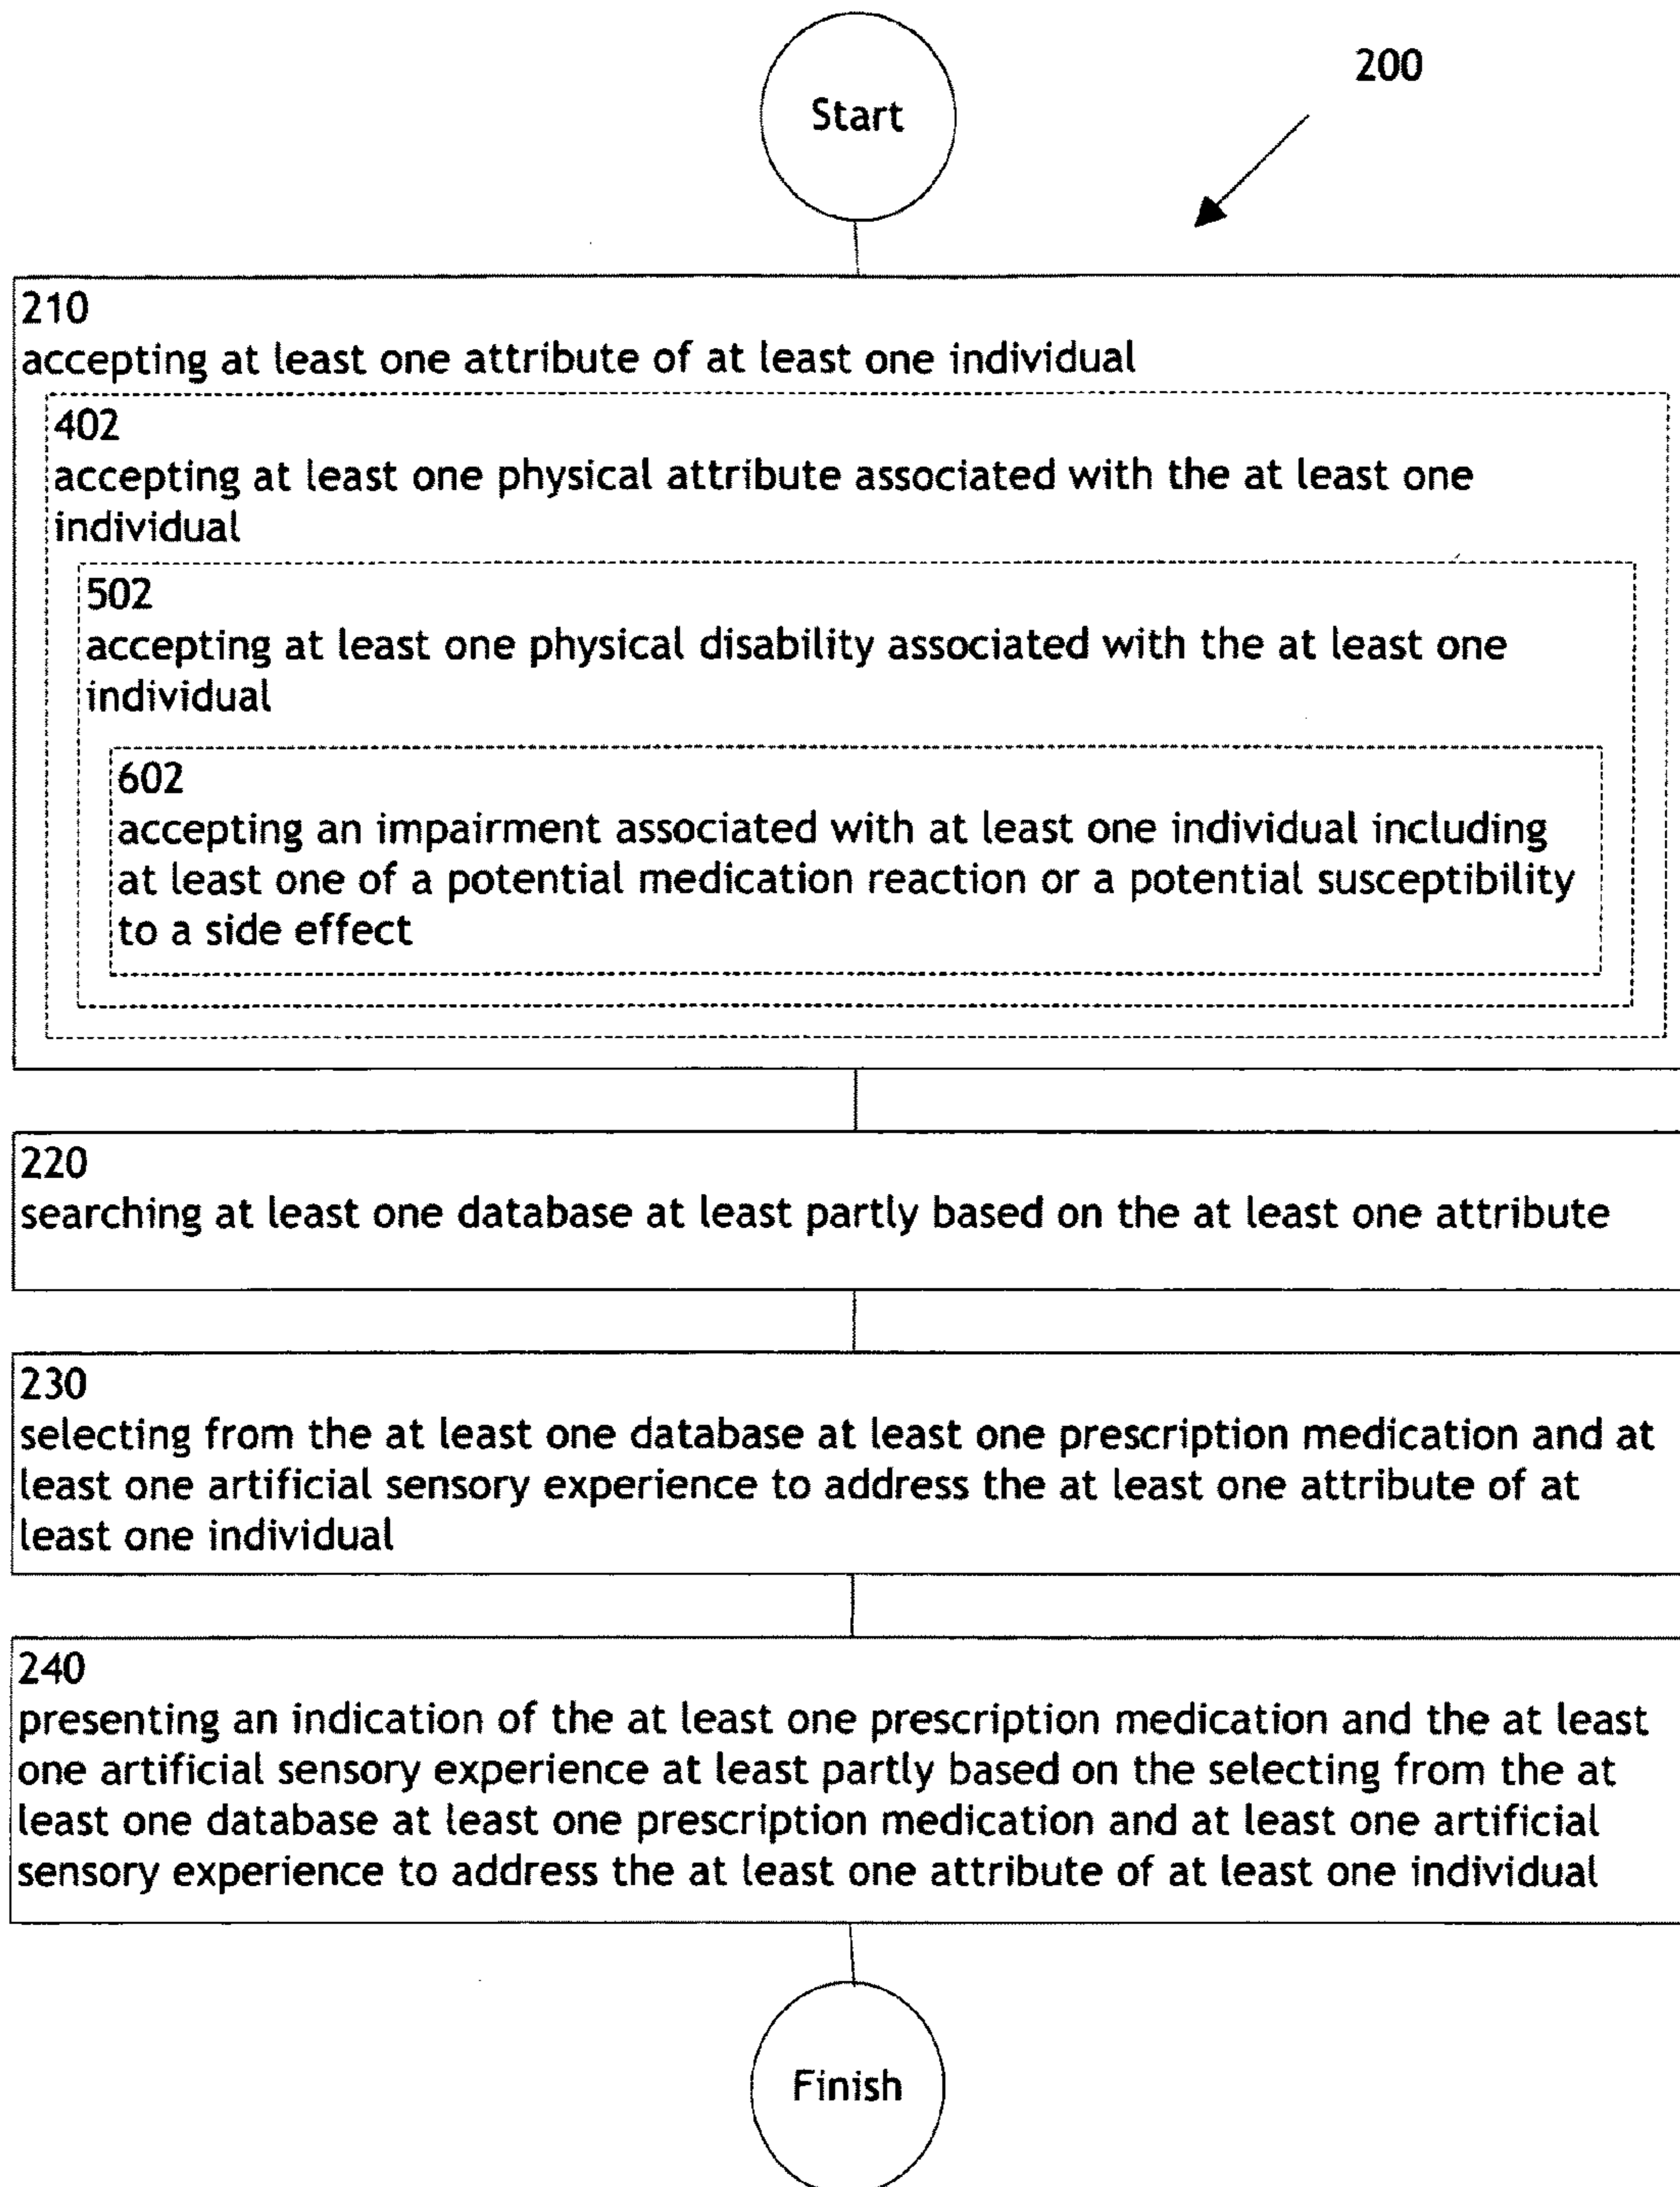 Start
200
210
accepting at least one attribute of at least one individual
402
accepting at least one physical attribute associated with the at least one
individual
502
accepting at least one physical disability associated with the at least one
individual
602
accepting an impairment associated with at least one individual including
at least one of a potential medication reaction or a potential susceptibility
to a side effect
220
searching at least one database at least partly based on the at least one attribute
230
selecting from the at least one database at least one prescription medication and at
least one artificial sensory experience to address the at least one attribute of at
least one individual
240
presenting an indication of the at least one prescription medication and the at least
one artificial sensory experience at least partly based on the selecting from the at
least one database at least one prescription medication and at least one artificial
sensory experience to address the at least one attribute of at least one individual
Finish